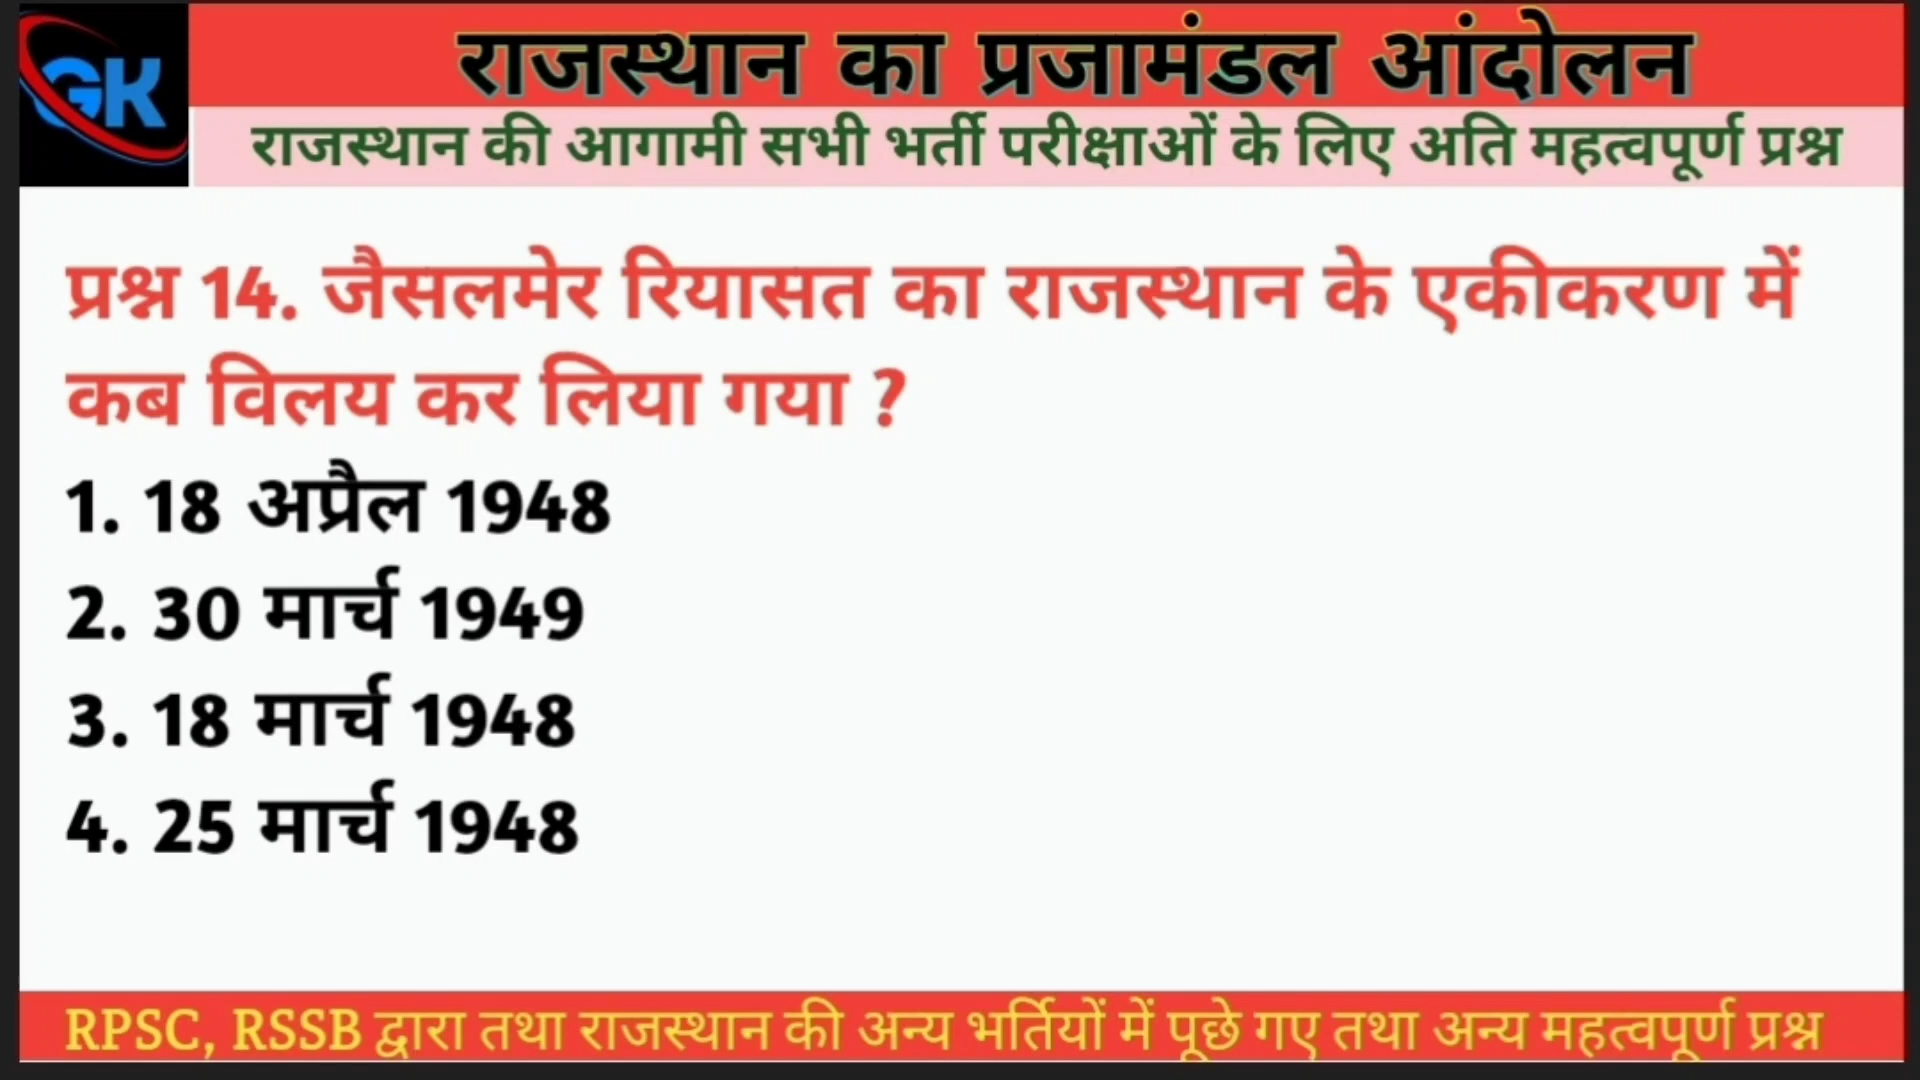 GK
राजस्थान का प्रजामंडल आंदोलन
राजस्थान की आगामी सभी भर्ती परीक्षाओं के लिए अति महत्वपूर्ण प्रश्न
प्रश्न 14. जैसलमेर रियासत का राजस्थान के एकीकरण में
कब विलय कर लिया गया ?
1. 18 अप्रैल 1948
2. 30 मार्च 1949
3. 18 मार्च 1948
4. 25 मार्च 1948
RPSC, RSSB द्वारा तथा राजस्थान की अन्य भर्तियों में पूछे गए तथा अन्य महत्वपूर्ण प्रश्न